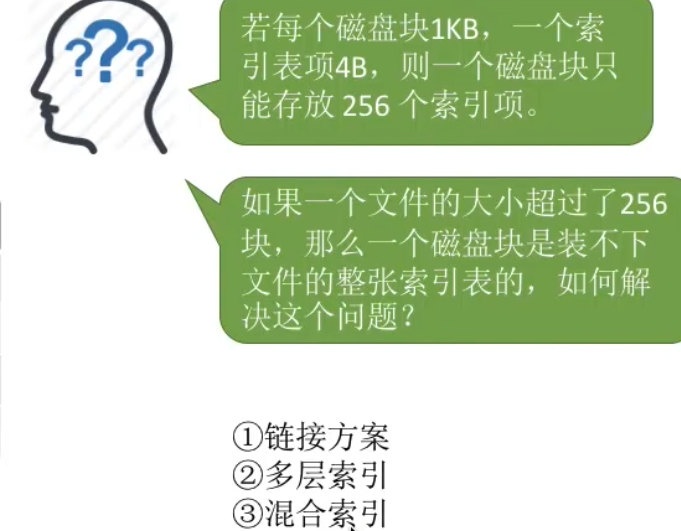 ???
若每个磁盘块1KB，一个索
引表项4B，则一个磁盘块只
能存放 256 个索引项。
如果一个文件的大小超过了256
块，那么一个磁盘块是装不下
文件的整张索引表的，如何解
决这个问题？
①链接方案
②多层索引
③混合索引